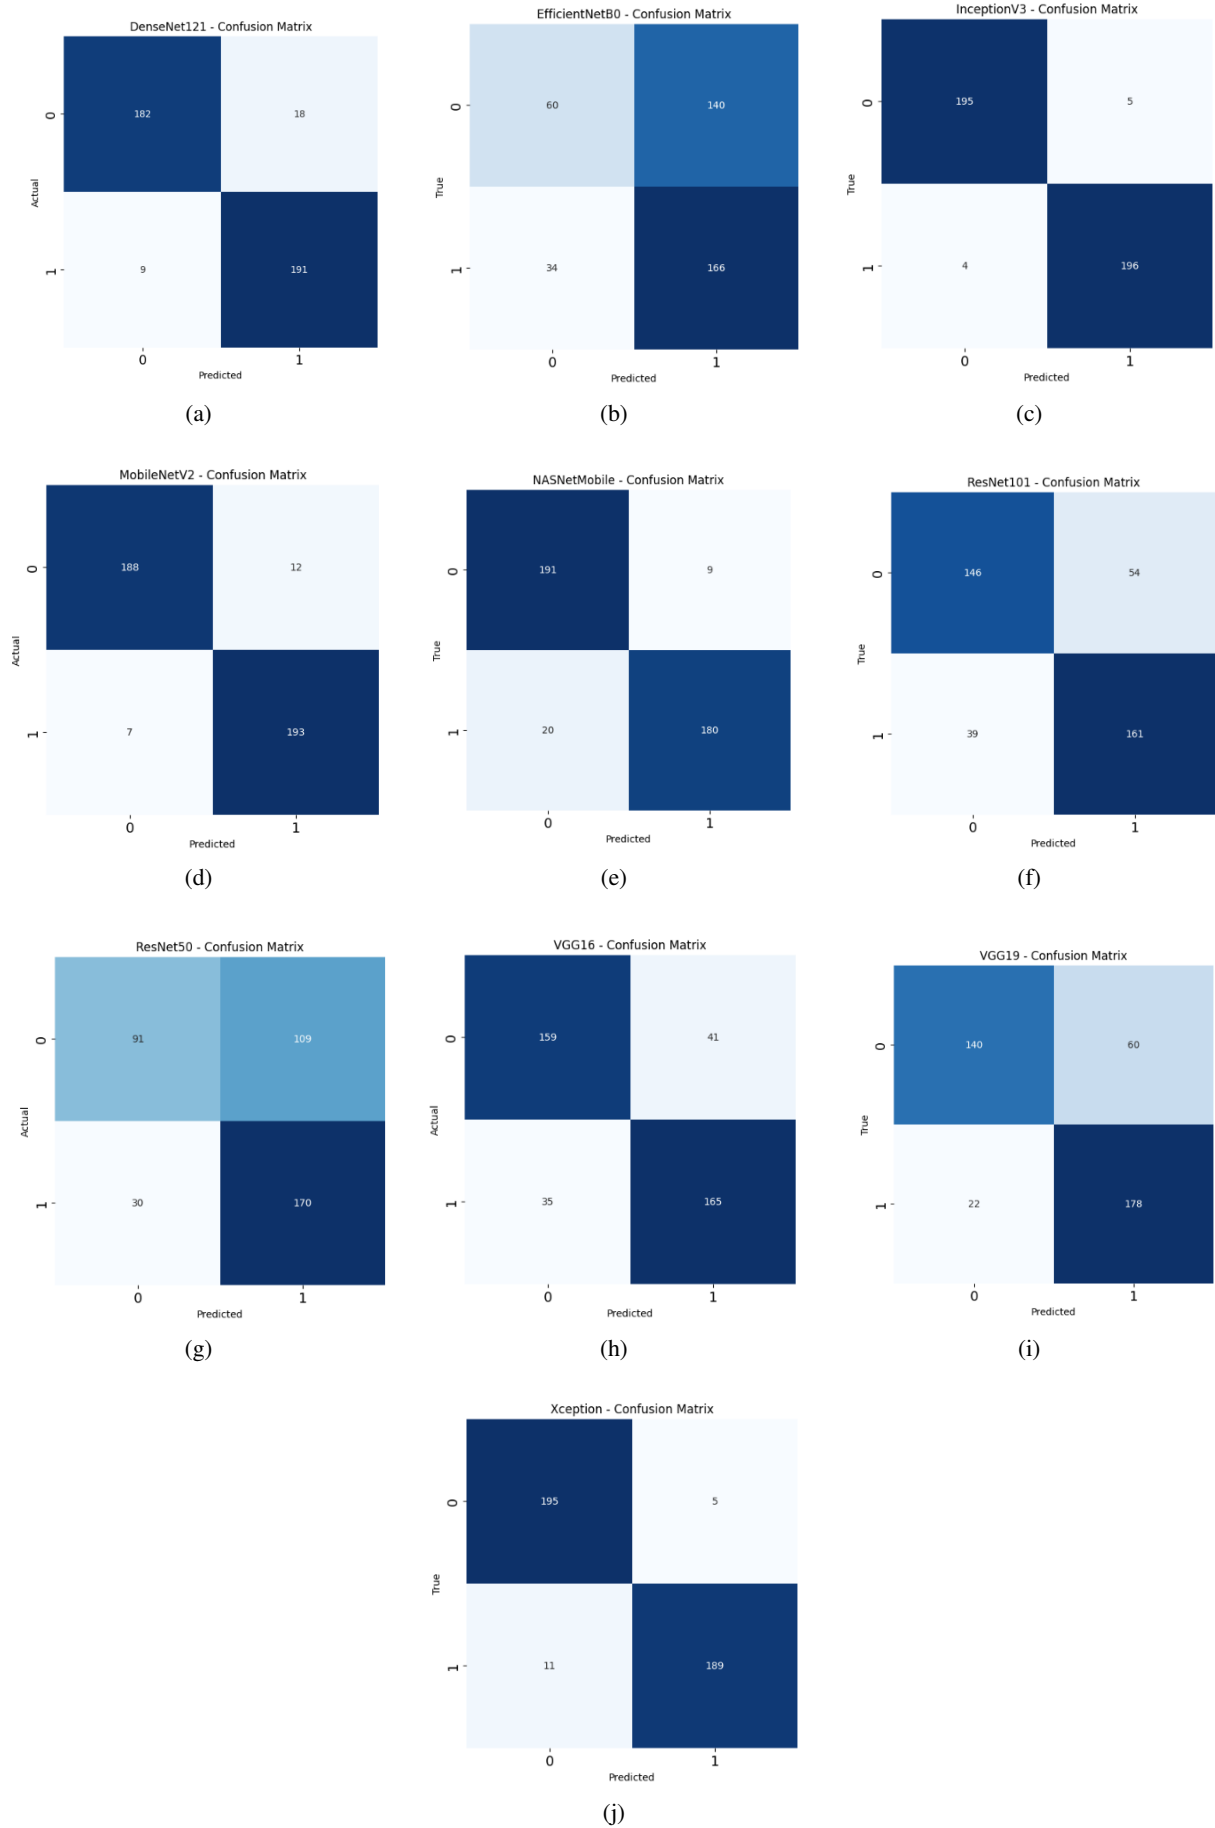 DenseNet121 - Confusion Matrix
0
182
18
Actual
1
9
191
0
1
Predicted
(a)
EfficientNetB0 - Confusion Matrix
0
60
140
True
1
34
166
0
1
Predicted
(b)
InceptionV3 - Confusion Matrix
0
195
5
True
1
4
196
0
1
Predicted
(c)
MobileNetV2 - Confusion Matrix
0
188
12
Actual
1
7
193
0
1
Predicted
(d)
NASNetMobile - Confusion Matrix
0
191
9
True
1
20
180
0
1
Predicted
(e)
ResNet101 - Confusion Matrix
0
146
54
True
1
39
161
0
1
Predicted
(f)
ResNet50 - Confusion Matrix
0
91
109
Actual
1
30
170
0
1
Predicted
(g)
VGG16 - Confusion Matrix
0
159
41
Actual
1
35
165
0
1
Predicted
(h)
VGG19 - Confusion Matrix
0
140
60
True
1
22
178
0
1
Predicted
(i)
Xception - Confusion Matrix
0
195
5
True
1
11
189
0
1
Predicted
(j)